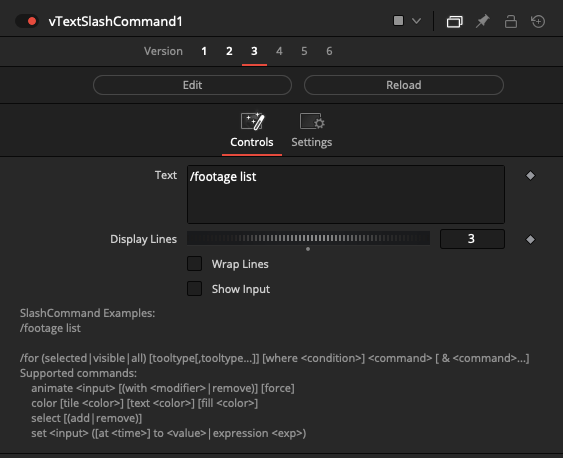 vTextSlashCommand1
Version 1 2 3 4 5 6
Edit Reload
Controls Settings
Text /footage list
Display Lines 3
Wrap Lines
Show Input
SlashCommand Examples:
/footage list
/for (selected|visible|all) [tooltype[,tooltype...]] [where <condition>] <command> [ & <command>...]
Supported commands:
animate <input> [(with <modifier>|remove)] [force]
color [tile <color>] [text <color>] [fill <color>]
select [(add|remove)]
set <input> ([at <time>] to <value>|expression <exp>)